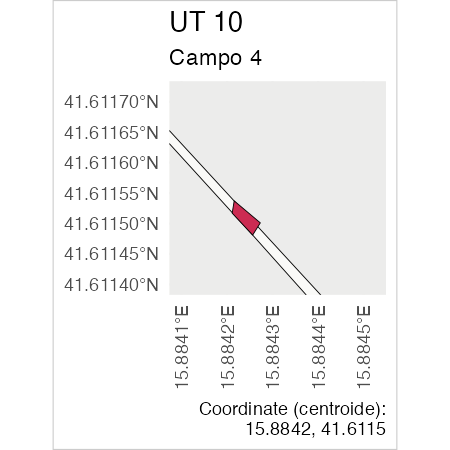 UT 10
Campo 4
41.61170°N
41.61165°N
41.61160°N
41.61155°N
41.61150°N
41.61145°N
41.61140°N
15.8841°E
15.8842°E
15.8843°E
15.8844°E
15.8845°E
Coordinate (centroide):
15.8842, 41.6115